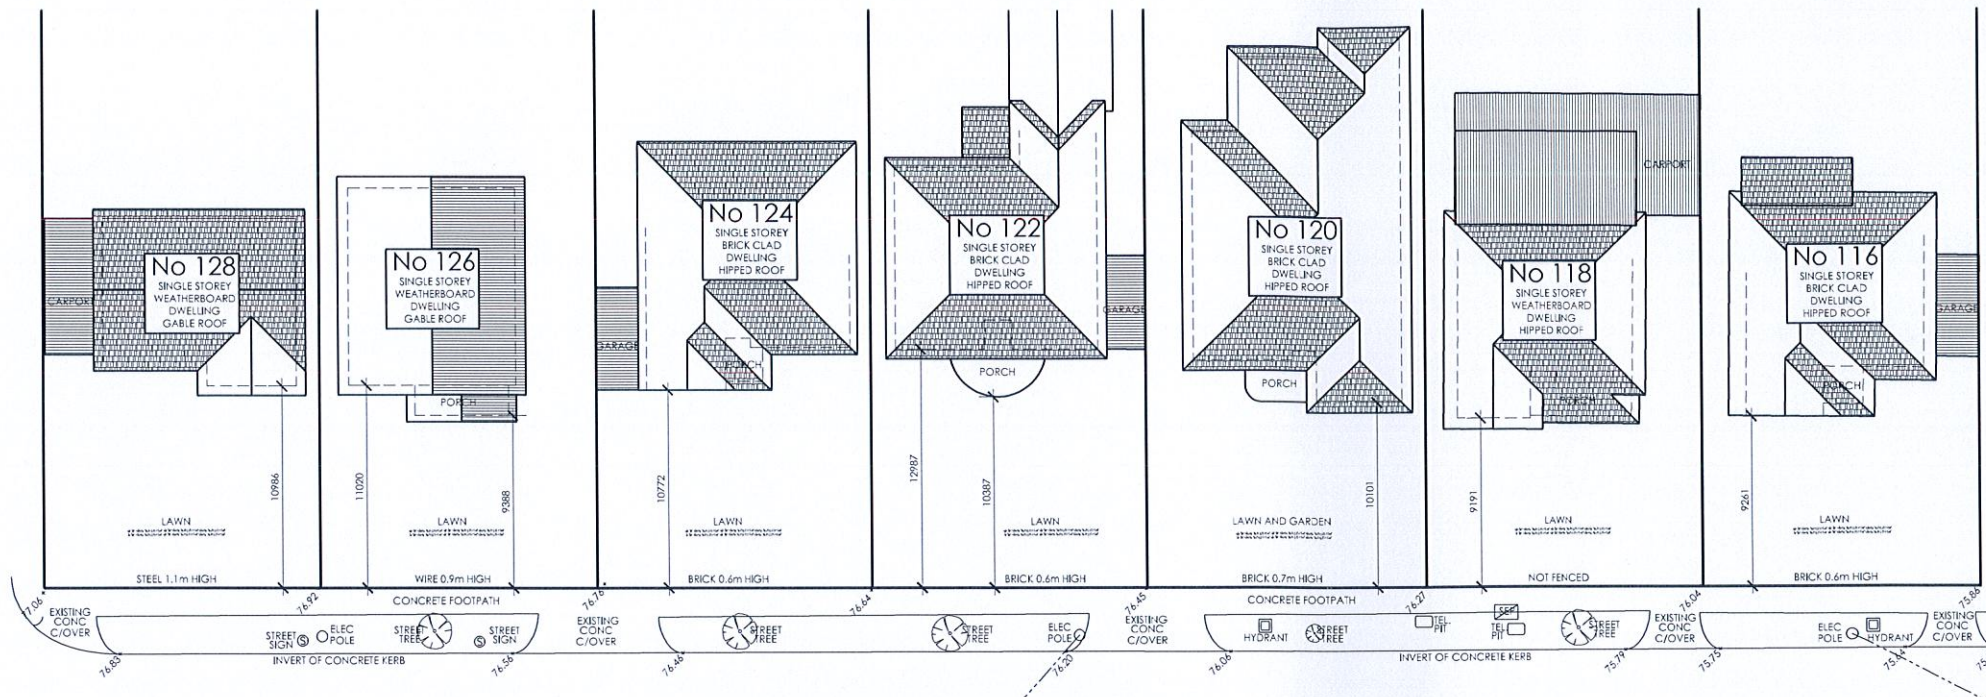 No 128
SINGLE STOREY
WEATHERBOARD
DWELLING
GABLE ROOF
CARPORT
10986
LAWN
STEEL 1.1m HIGH
No 126
SINGLE STOREY
WEATHERBOARD
DWELLING
GABLE ROOF
PORCH
11020
9388
LAWN
WIRE 0.9m HIGH
No 124
SINGLE STOREY
BRICK CLAD
DWELLING
HIPPED ROOF
GARAGE
PORCH
10772
LAWN
BRICK 0.6m HIGH
No 122
SINGLE STOREY
BRICK CLAD
DWELLING
HIPPED ROOF
GARAGE
PORCH
12987
10387
LAWN
BRICK 0.6m HIGH
No 120
SINGLE STOREY
BRICK CLAD
DWELLING
HIPPED ROOF
PORCH
10101
LAWN AND GARDEN
BRICK 0.7m HIGH
CARPORT
No 118
SINGLE STOREY
WEATHERBOARD
DWELLING
HIPPED ROOF
PORCH
9191
LAWN
NOT FENCED
No 116
SINGLE STOREY
BRICK CLAD
DWELLING
HIPPED ROOF
GARAGE
PORCH
9261
LAWN
BRICK 0.6m HIGH
77.06
76.92
CONCRETE FOOTPATH
76.76
76.64
76.45
CONCRETE FOOTPATH
76.27
76.04
75.86
EXISTING
CONC
C/OVER
STREET
SIGN
S
ELEC
POLE
STREET
TREE
S
STREET
SIGN
EXISTING
CONC
C/OVER
STREET
TREE
STREET
TREE
ELEC
POLE
EXISTING
CONC
C/OVER
HYDRANT
STREET
TREE
TEL
PIT
SEP
TEL
PIT
STREET
TREE
EXISTING
CONC
C/OVER
ELEC
POLE
HYDRANT
EXISTING
CONC
C/OVER
76.83
INVERT OF CONCRETE KERB
76.56
76.46
76.20
76.06
INVERT OF CONCRETE KERB
75.79
75.75
75.64